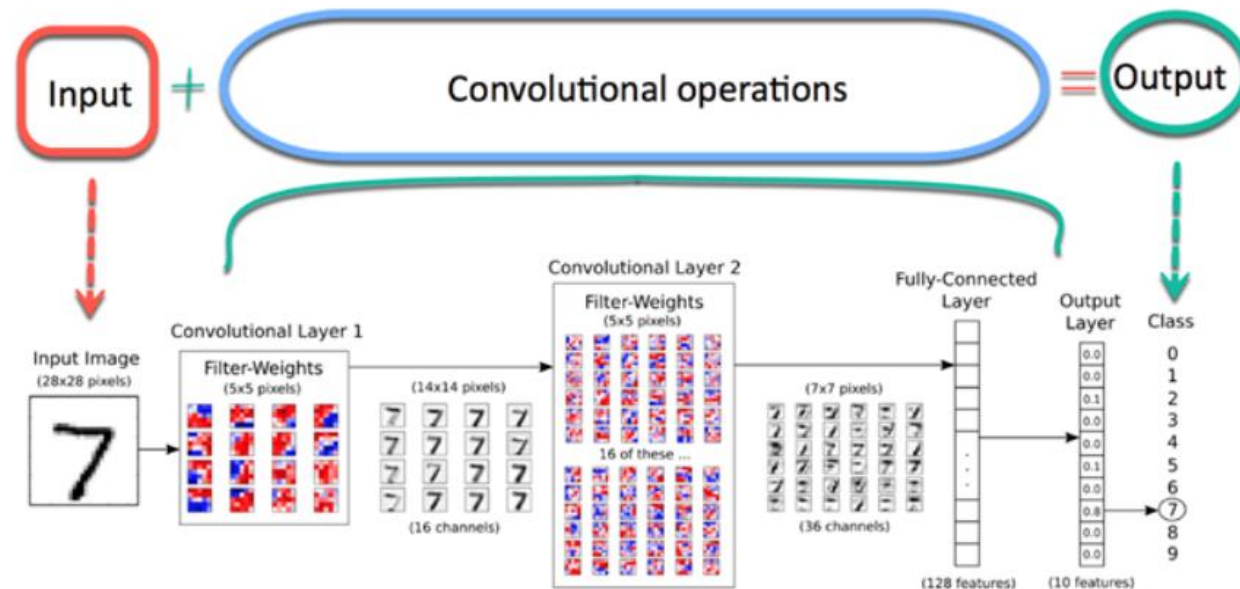 Input
+
Convolutional operations
=
Output
Input Image
(28x28 pixels)
Convolutional Layer 1
Filter-Weights
(5x5 pixels)
(14x14 pixels)
(16 channels)
Convolutional Layer 2
Filter-Weights
(5x5 pixels)
16 of these ...
(7x7 pixels)
(36 channels)
Fully-Connected
Layer
(128 features)
Output
Layer
0.0
0.0
0.1
0.0
0.0
0.1
0.0
0.8
0.0
0.0
(10 features)
Class
0
1
2
3
4
5
6
7
8
9